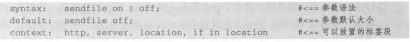 syntax: sendfile on | off; #<== 参数语法
default: sendfile off; #<== 参数默认大小
context: http, server, location, if in location #<== 可以放置的标签段